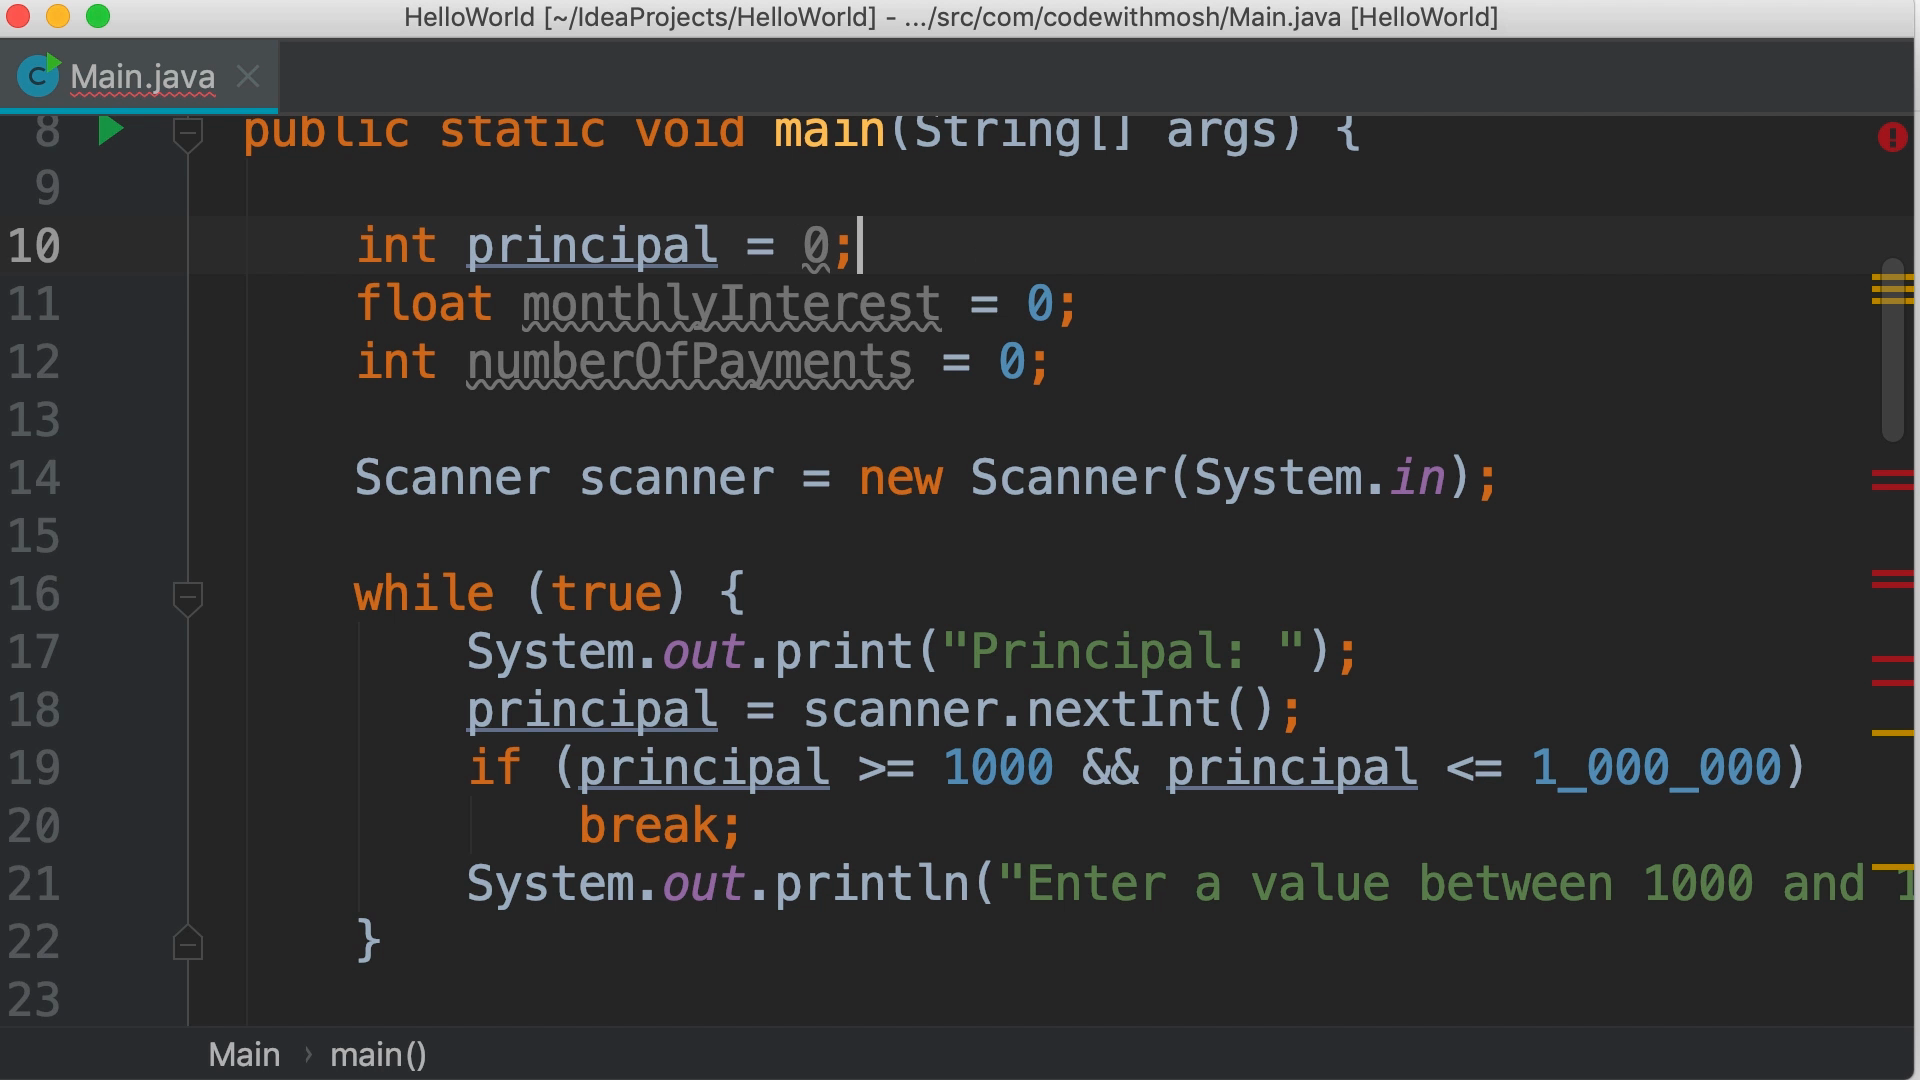 HelloWorld [~/IdeaProjects/HelloWorld] - .../src/com/codewithmosh/Main.java [HelloWorld]
C Main.java
8 public static void main(String[] args) {
9
10 int principal = 0;
11 float monthlyInterest = 0;
12 int numberOfPayments = 0;
13
14 Scanner scanner = new Scanner(System.in);
15
16 while (true) {
17 System.out.print("Principal: ");
18 principal = scanner.nextInt();
19 if (principal >= 1000 && principal <= 1_000_000)
20 break;
21 System.out.println("Enter a value between 1000 and 1
22 }
23
Main › main()